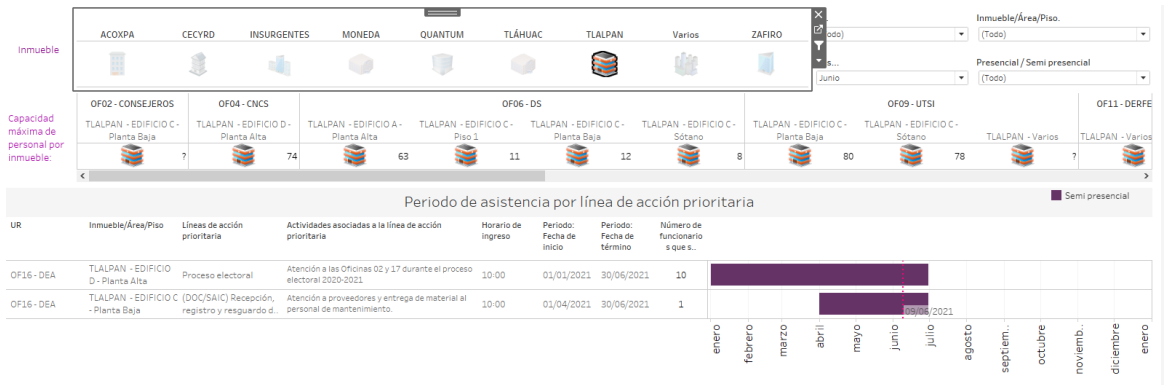 ACOXPA CECYRD INSURGENTES MONEDA QUANTUM TLÁHUAC TLALPAN Varios ZAFIRO
Inmueble
Inmueble/Área/Piso.
odo) (Todo)
s... Presencial / Semi presencial
Junio (Todo)
Capacidad máxima de personal por inmueble:
OF02 - CONSEJEROS OF04 - CNCS OF06 - DS OF09 - UTSI OF11 - DERFE
TLALPAN - EDIFICIO C - Planta Baja
TLALPAN - EDIFICIO D - Planta Alta
TLALPAN - EDIFICIO A - Planta Alta
TLALPAN - EDIFICIO C - Piso 1
TLALPAN - EDIFICIO C - Planta Baja
TLALPAN - EDIFICIO C - Sótano
TLALPAN - EDIFICIO C - Planta Baja
TLALPAN - EDIFICIO C - Sótano
TLALPAN - Varios
TLALPAN - Varios
? 74 63 11 12 8 80 78 ?
Periodo de asistencia por línea de acción prioritaria
Semi presencial
UR
Inmueble/Área/Piso
Líneas de acción prioritaria
Actividades asociadas a la línea de acción prioritaria
Horario de ingreso
Periodo: Fecha de inicio
Periodo: Fecha de término
Número de funcionario s que s..
OF16 - DEA
TLALPAN - EDIFICIO D - Planta Alta
Proceso electoral
Atención a las Oficinas 02 y 17 durante el proceso electoral 2020-2021
10:00 01/01/2021 30/06/2021 10
OF16 - DEA
TLALPAN - EDIFICIO C - Planta Baja
(DOC/SAIC) Recepción, registro y resguardo d..
Atención a proveedores y entrega de material al personal de mantenimiento.
10:00 01/04/2021 30/06/2021 1
09/06/2021
enero febrero marzo abril mayo junio julio agosto septiem.. octubre noviemb.. diciembre enero